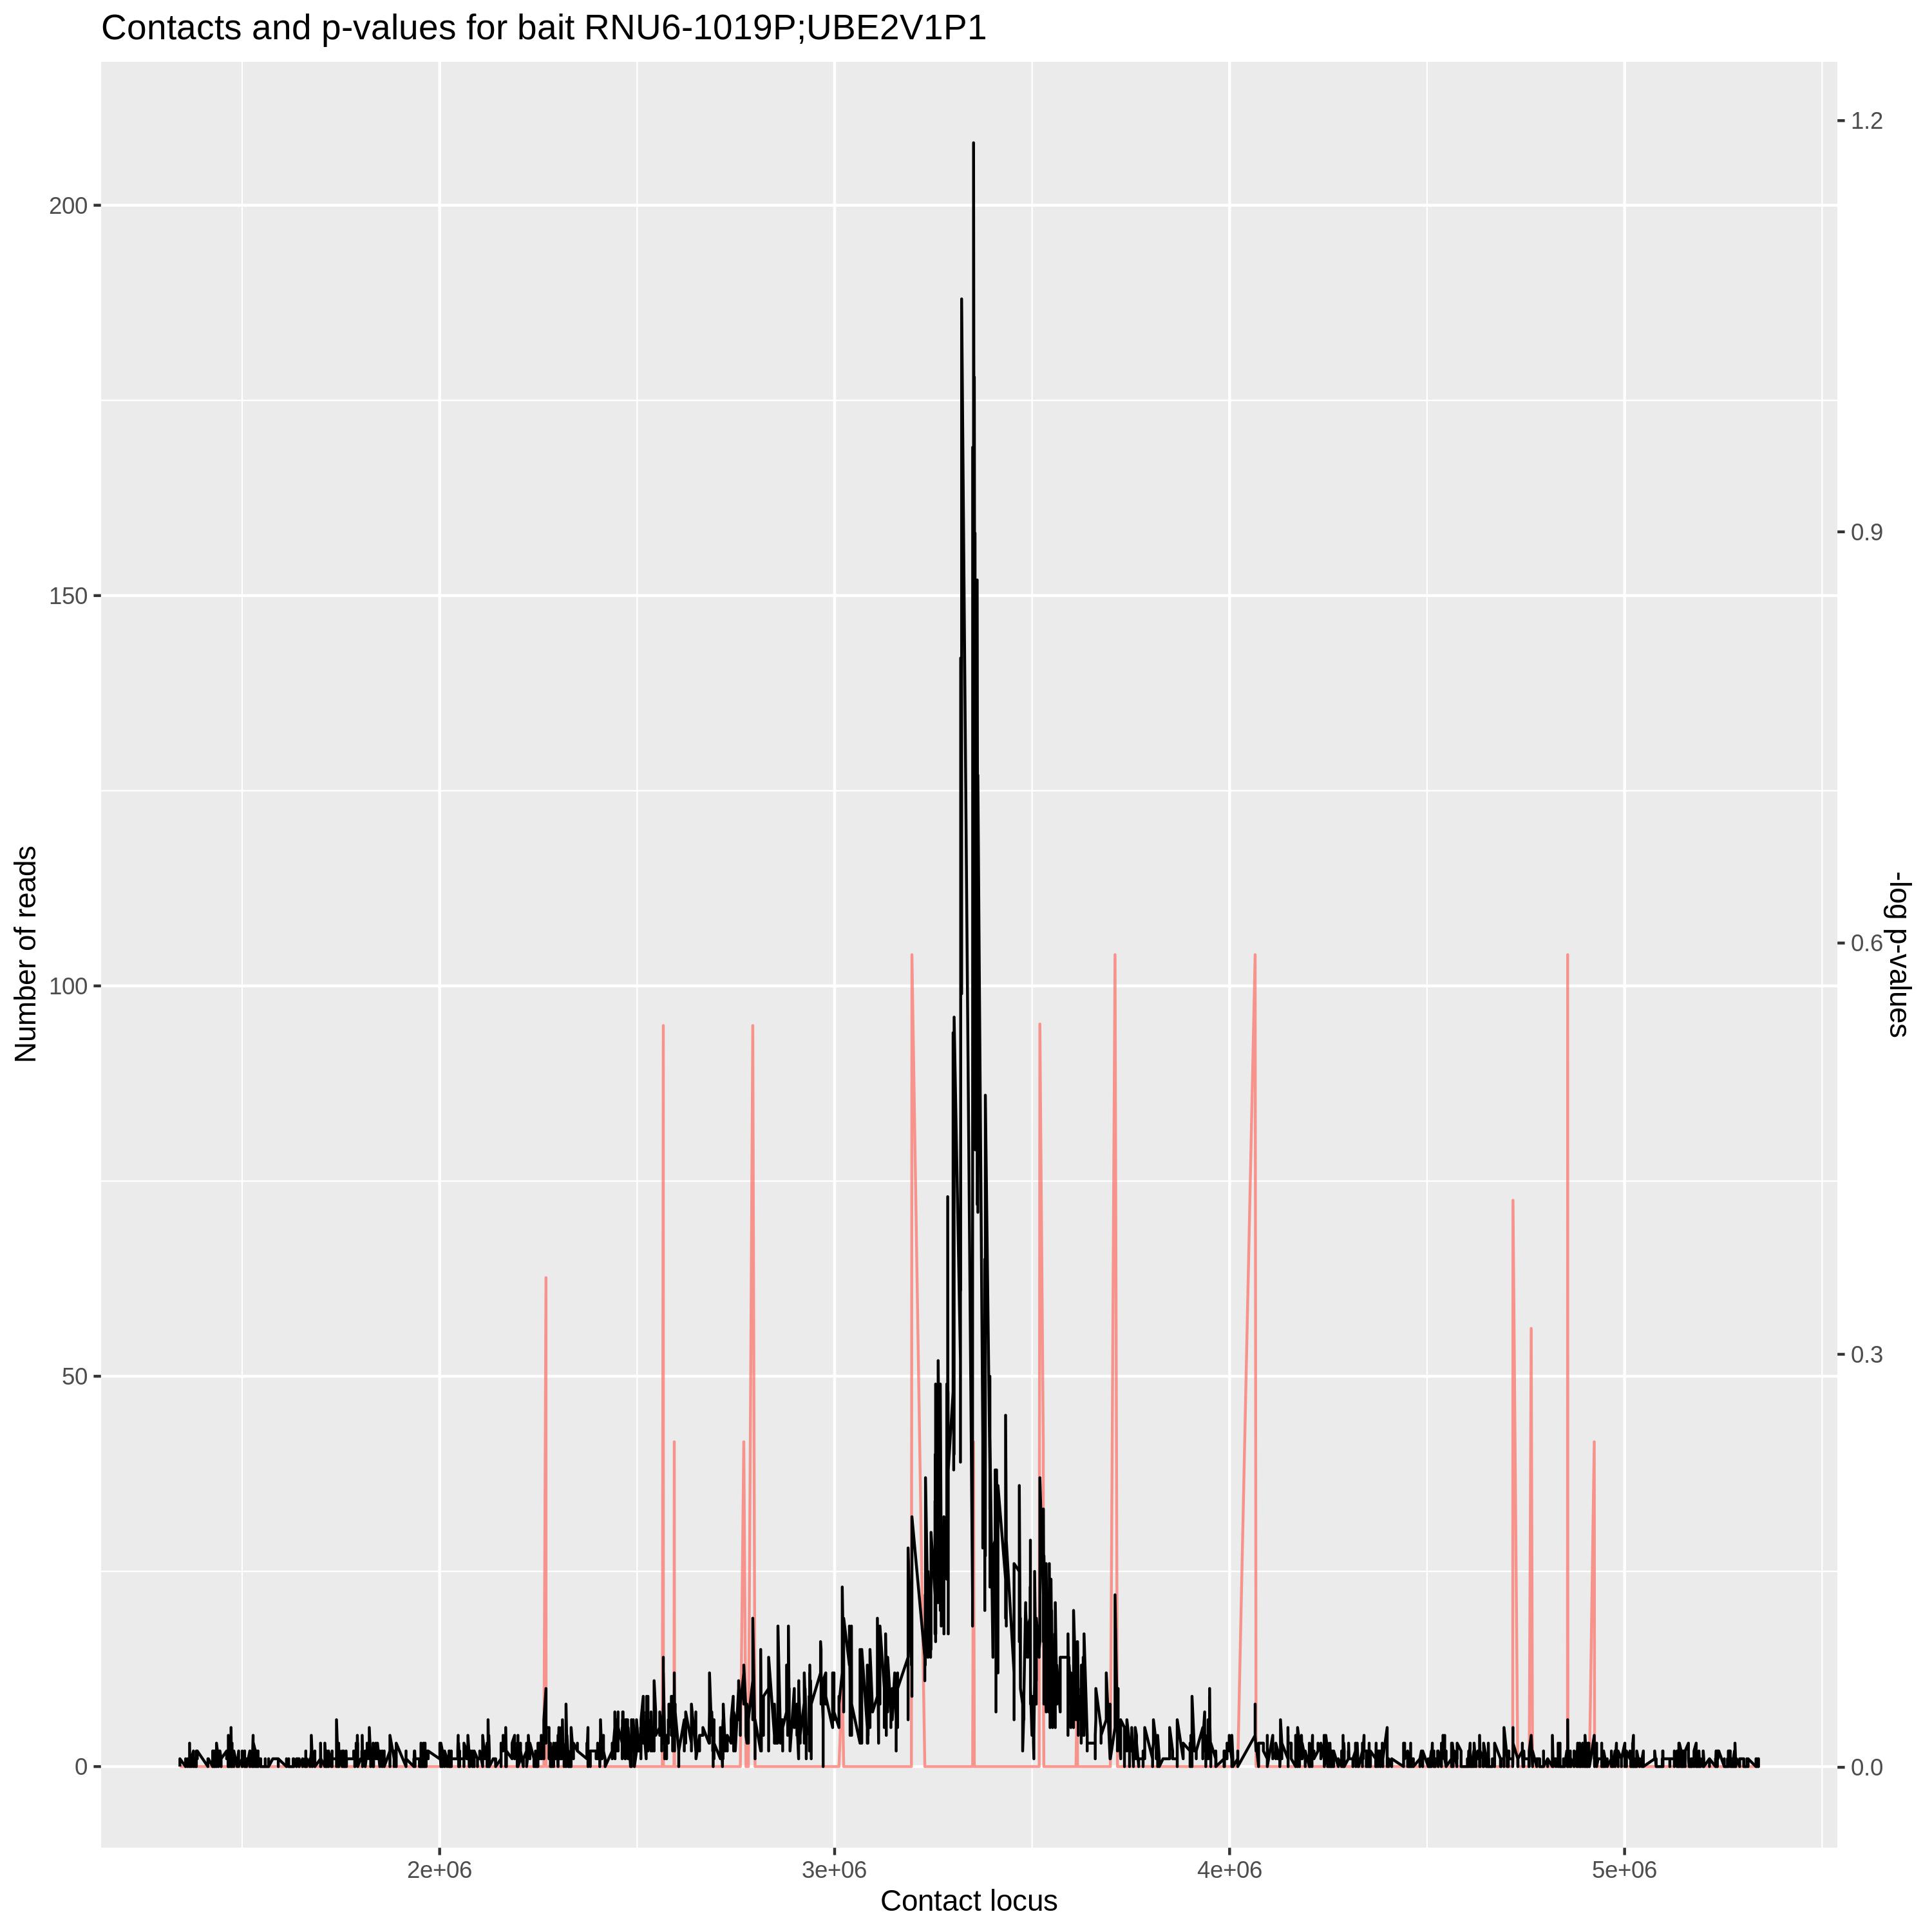 Contacts and p-values for bait RNU6-1019P;UBE2V1P1
200
150
100
50
0
Number of reads
1.2
0.9
0.6
0.3
0.0
-log p-values
2e+06 3e+06 4e+06 5e+06
Contact locus